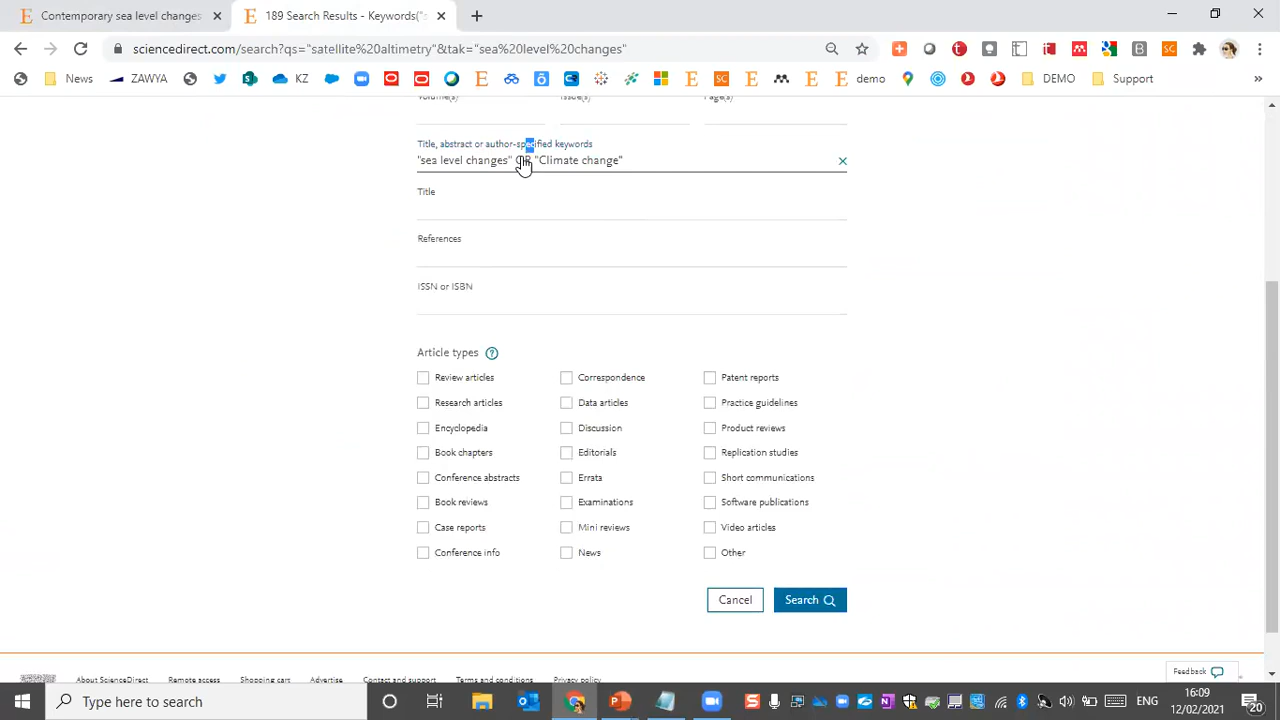 Contemporary sea level changes
189 Search Results - Keywords("s
sciencedirect.com/search?qs="satellite%20altimetry"&tak="sea%20level%20changes"
News
ZAWYA
KZ
demo
DEMO
Support
Volume(s)
Issue(s)
Page(s)
Title, abstract or author-specified keywords
"sea level changes" OR "Climate change"
Title
References
ISSN or ISBN
Article types
Review articles
Correspondence
Patent reports
Research articles
Data articles
Practice guidelines
Encyclopedia
Discussion
Product reviews
Book chapters
Editorials
Replication studies
Conference abstracts
Errata
Short communications
Book reviews
Examinations
Software publications
Case reports
Mini reviews
Video articles
Conference info
News
Other
Cancel
Search
Feedback
About ScienceDirect
Remote access
Shopping cart
Advertise
Contact and support
Terms and conditions
Type here to search
ENG
16:09
12/02/2021
20